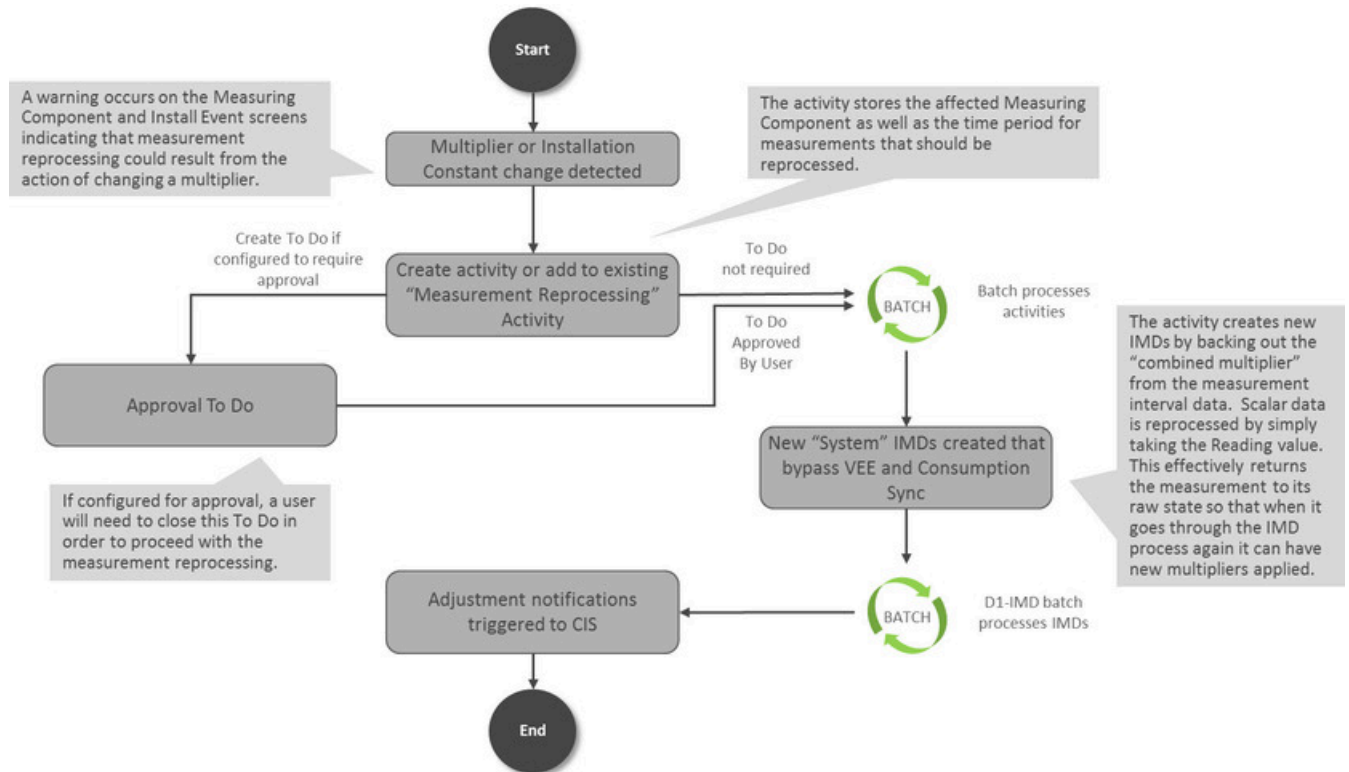 Start
A warning occurs on the Measuring
Component and Install Event screens
indicating that measurement
reprocessing could result from the
action of changing a multiplier.
The activity stores the affected Measuring
Component as well as the time period for
measurements that should be
reprocessed.
Multiplier or Installation
Constant change detected
Create To Do if
configured to require
approval
Create activity or add to existing
“Measurement Reprocessing”
Activity
To Do
not required
To Do
Approved
By User
BATCH
Batch processes
activities
The activity creates new
IMDs by backing out the
“combined multiplier”
from the measurement
interval data.  Scalar data
is reprocessed by simply
taking the Reading value.
This effectively returns
the measurement to its
raw state so that when it
goes through the IMD
process again it can have
new multipliers applied.
Approval To Do
New “System” IMDs created that
bypass VEE and Consumption
Sync
If configured for approval, a user
will need to close this To Do in
order to proceed with the
measurement reprocessing.
Adjustment notifications
triggered to CIS
BATCH
D1-IMD batch
processes IMDs
End